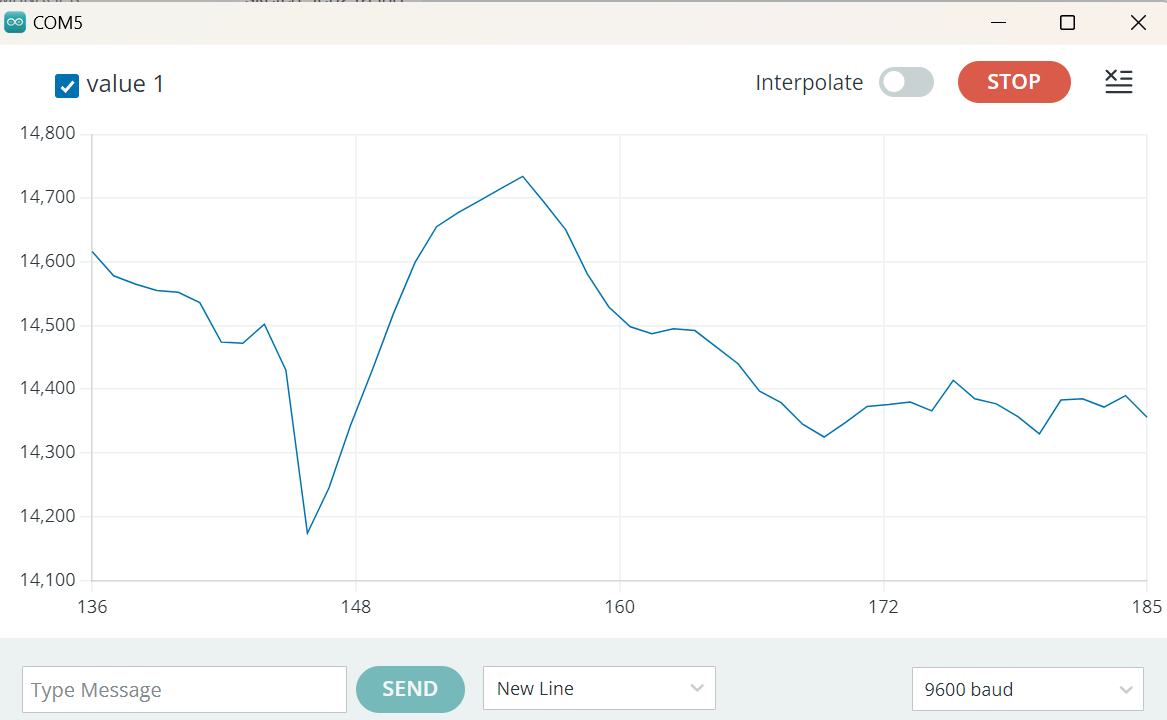 COM5
value 1
Interpolate
STOP
14,800
14,700
14,600
14,500
14,400
14,300
14,200
14,100
136 148 160 172 185
Type Message
SEND
New Line
9600 baud